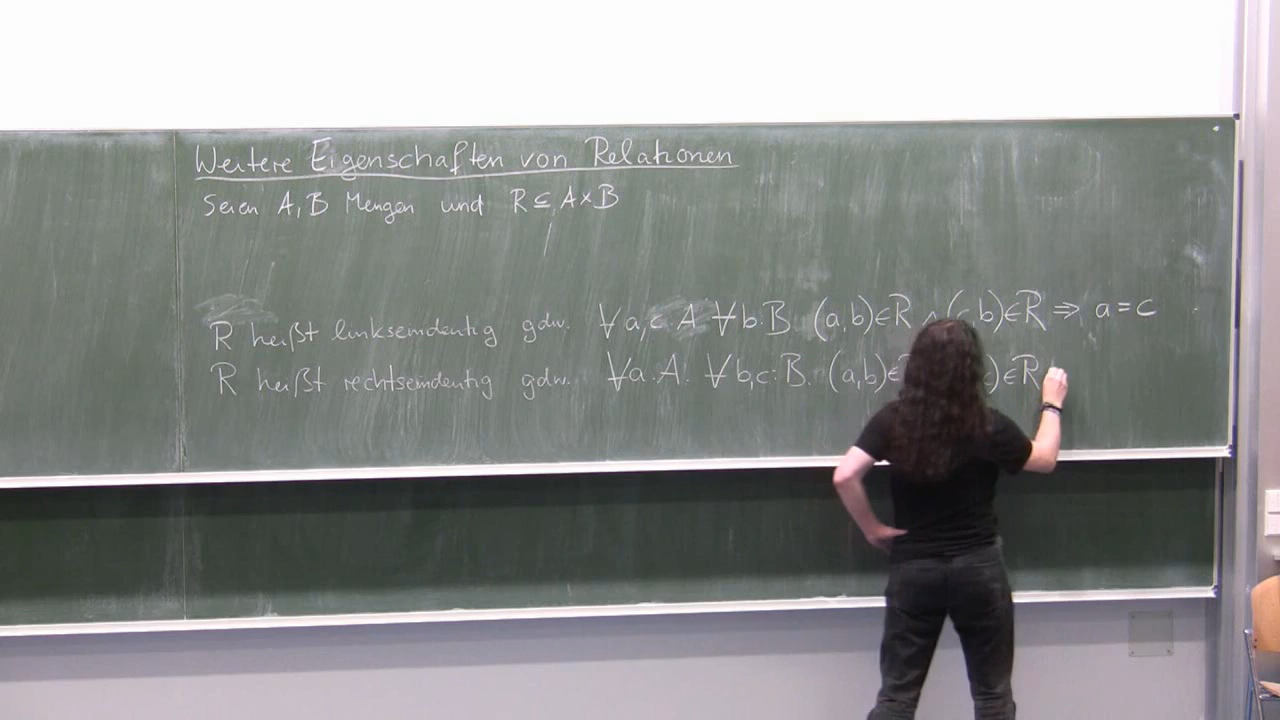 Weitere Eigenschaften von Relationen
Seien A, B Mengen und R ⊆ A×B
R heißt linkseindeutig gdw. ∀a,c:A ∀b:B. (a,b)∈R ∧ (c,b)∈R ⇒ a=c
R heißt rechtseindeutig gdw. ∀a:A. ∀b,c:B. (a,b)∈ c)∈R